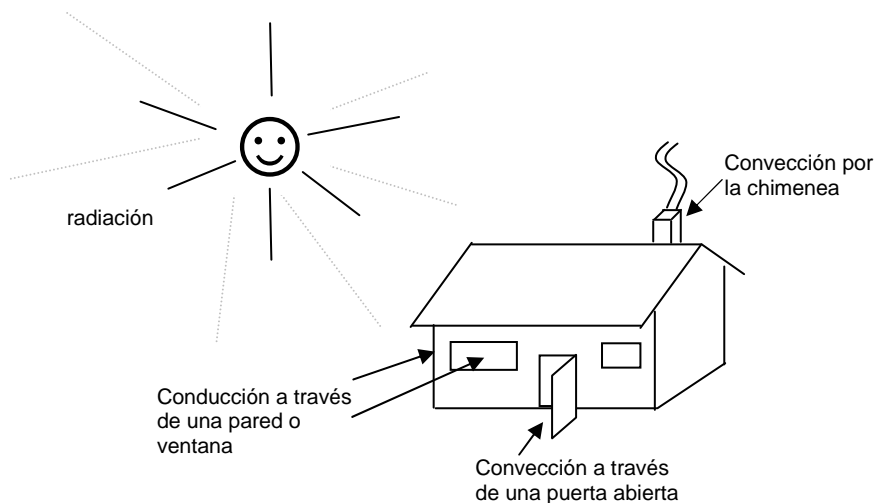 Convección por
la chimenea
radiación
Conducción a través
de una pared o
ventana
Convección a través
de una puerta abierta